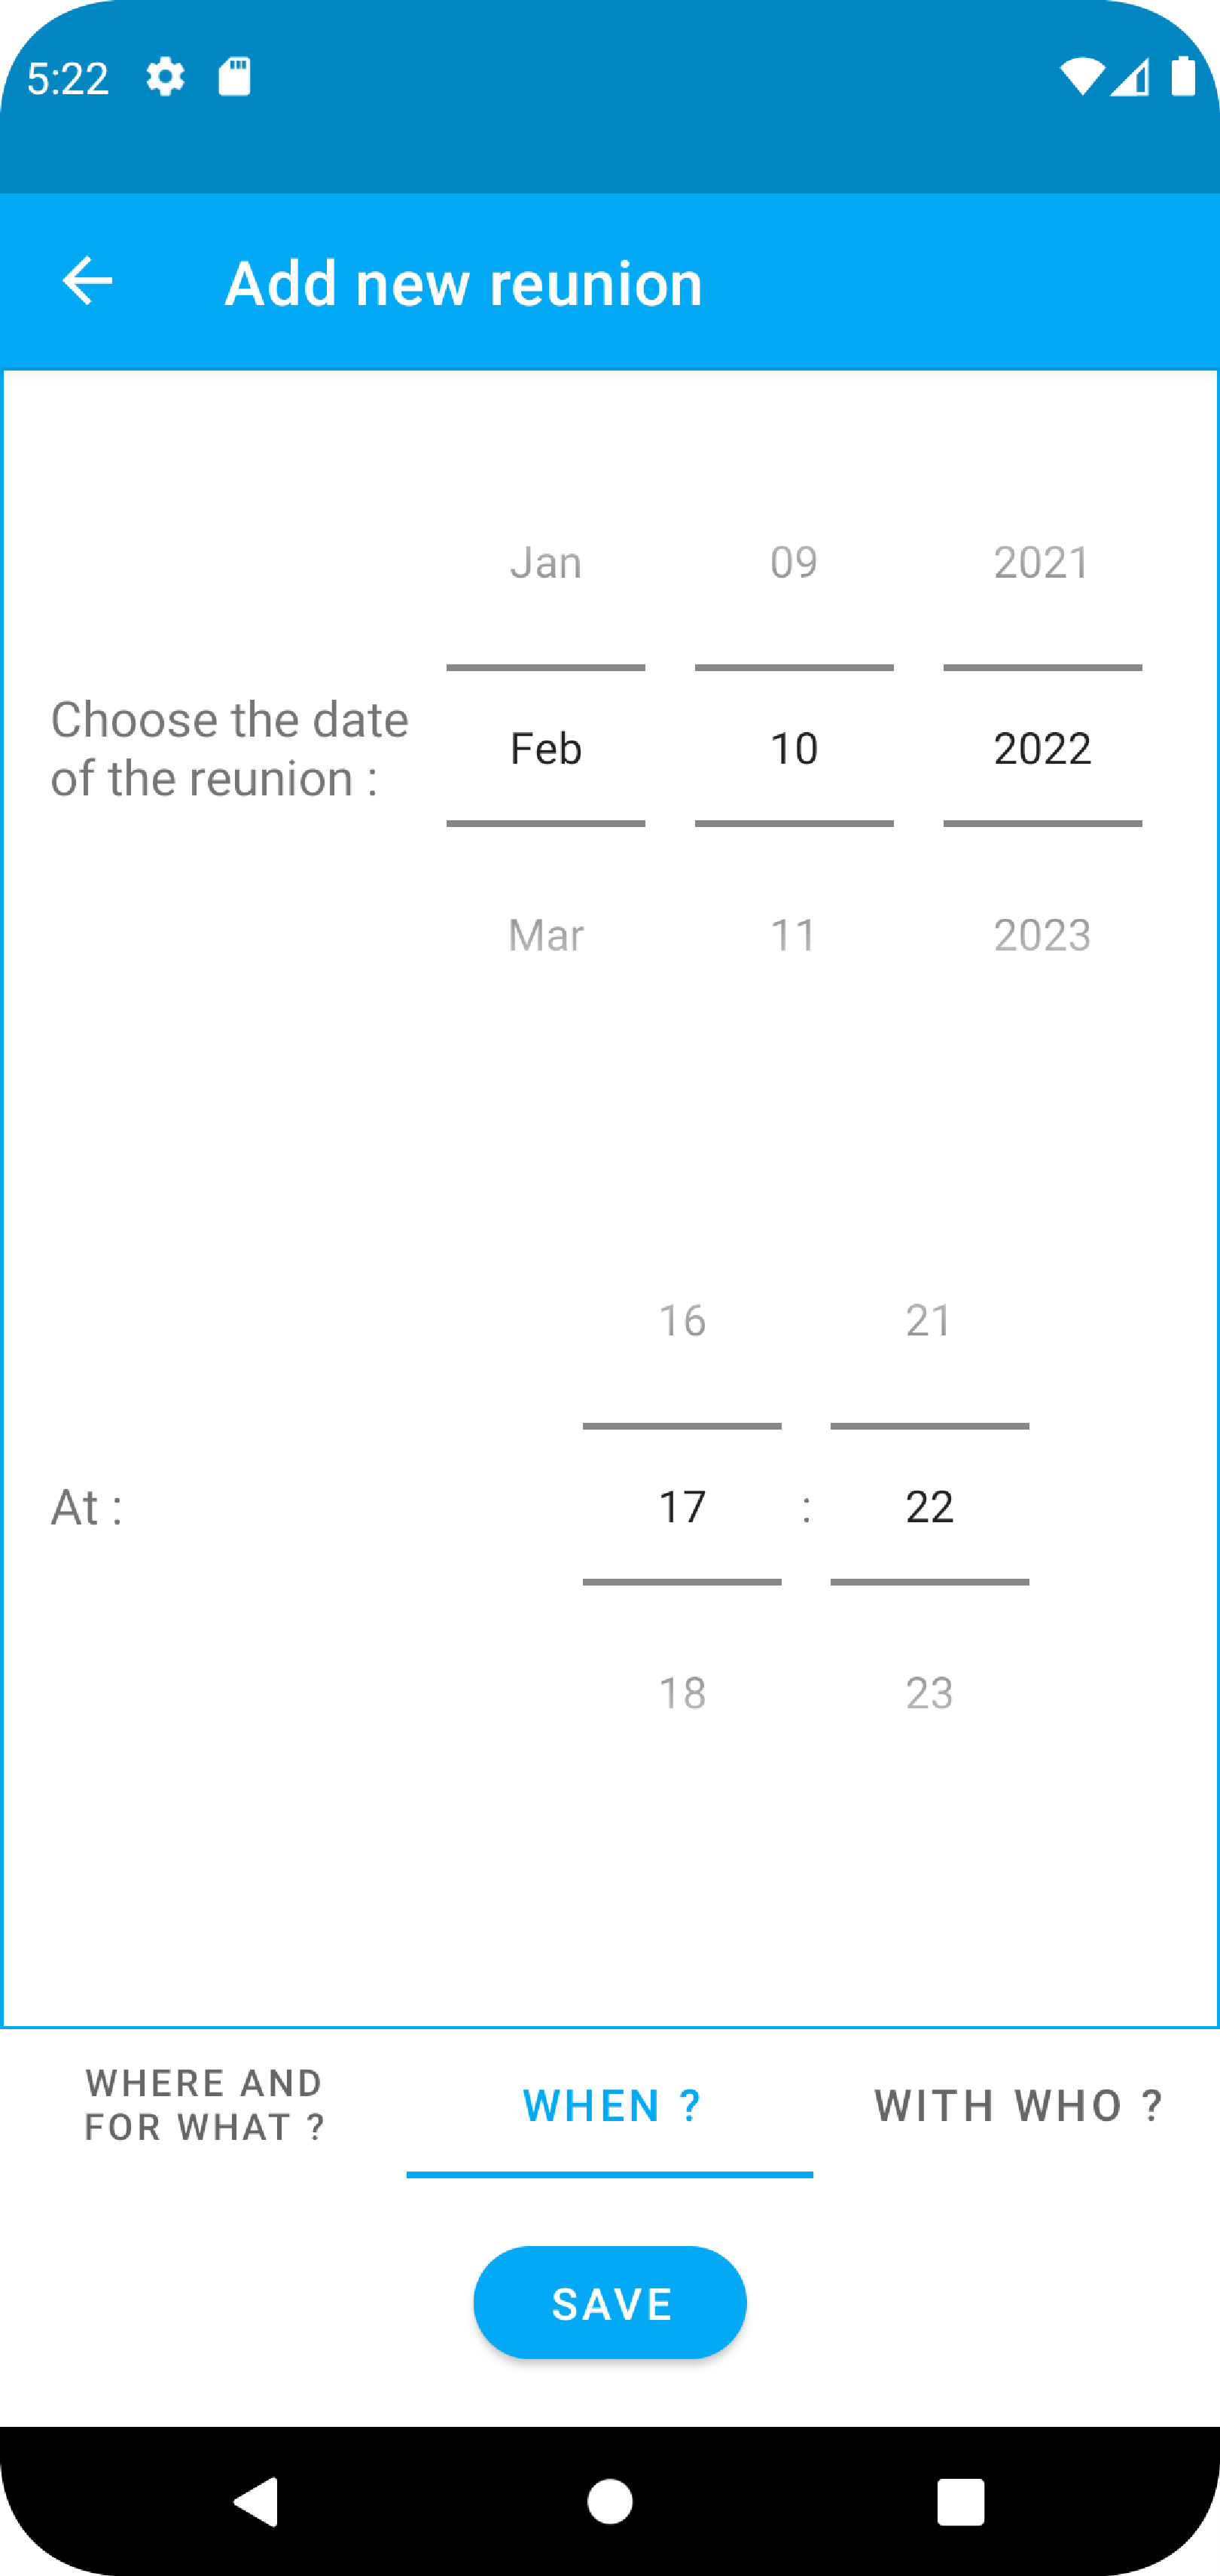 5:22
Add new reunion
Jan 09 2021
Choose the date
of the reunion :
Feb 10 2022
Mar 11 2023
16 21
At : 17 : 22
18 23
WHERE AND
FOR WHAT ?
WHEN ?
WITH WHO ?
SAVE